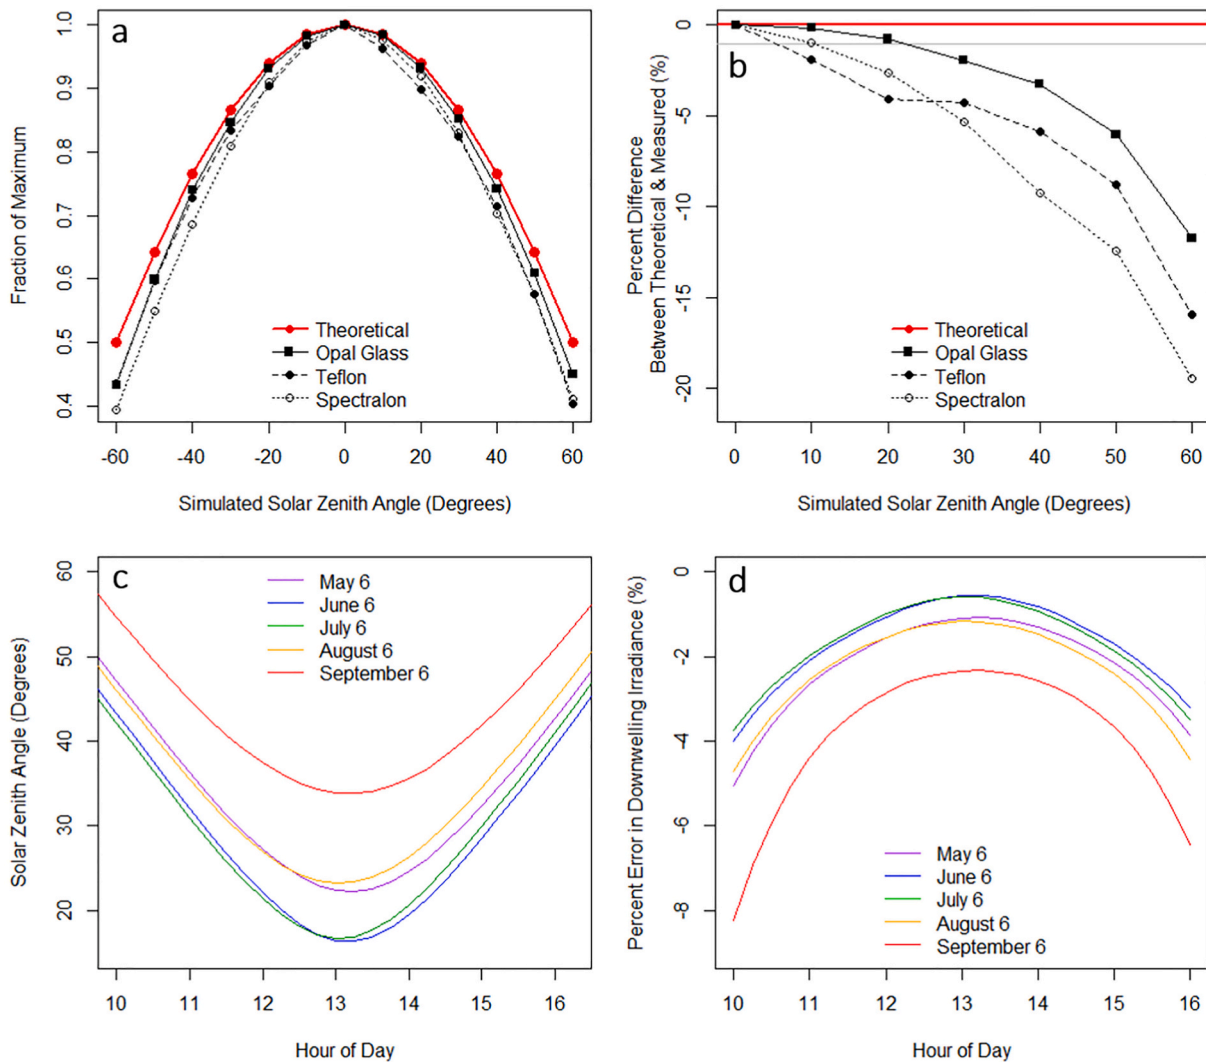 a
Fraction of Maximum
1.0
0.9
0.8
0.7
0.6
0.5
0.4
Theoretical
Opal Glass
Teflon
Spectralon
-60 -40 -20 0 20 40 60
Simulated Solar Zenith Angle (Degrees)
b
Percent Difference
Between Theoretical & Measured (%)
0
-5
-10
-15
-20
Theoretical
Opal Glass
Teflon
Spectralon
0 10 20 30 40 50 60
Simulated Solar Zenith Angle (Degrees)
c
Solar Zenith Angle (Degrees)
60
50
40
30
20
May 6
June 6
July 6
August 6
September 6
10 11 12 13 14 15 16
Hour of Day
d
Percent Error in Downwelling Irradiance (%)
0
-2
-4
-6
-8
May 6
June 6
July 6
August 6
September 6
10 11 12 13 14 15 16
Hour of Day